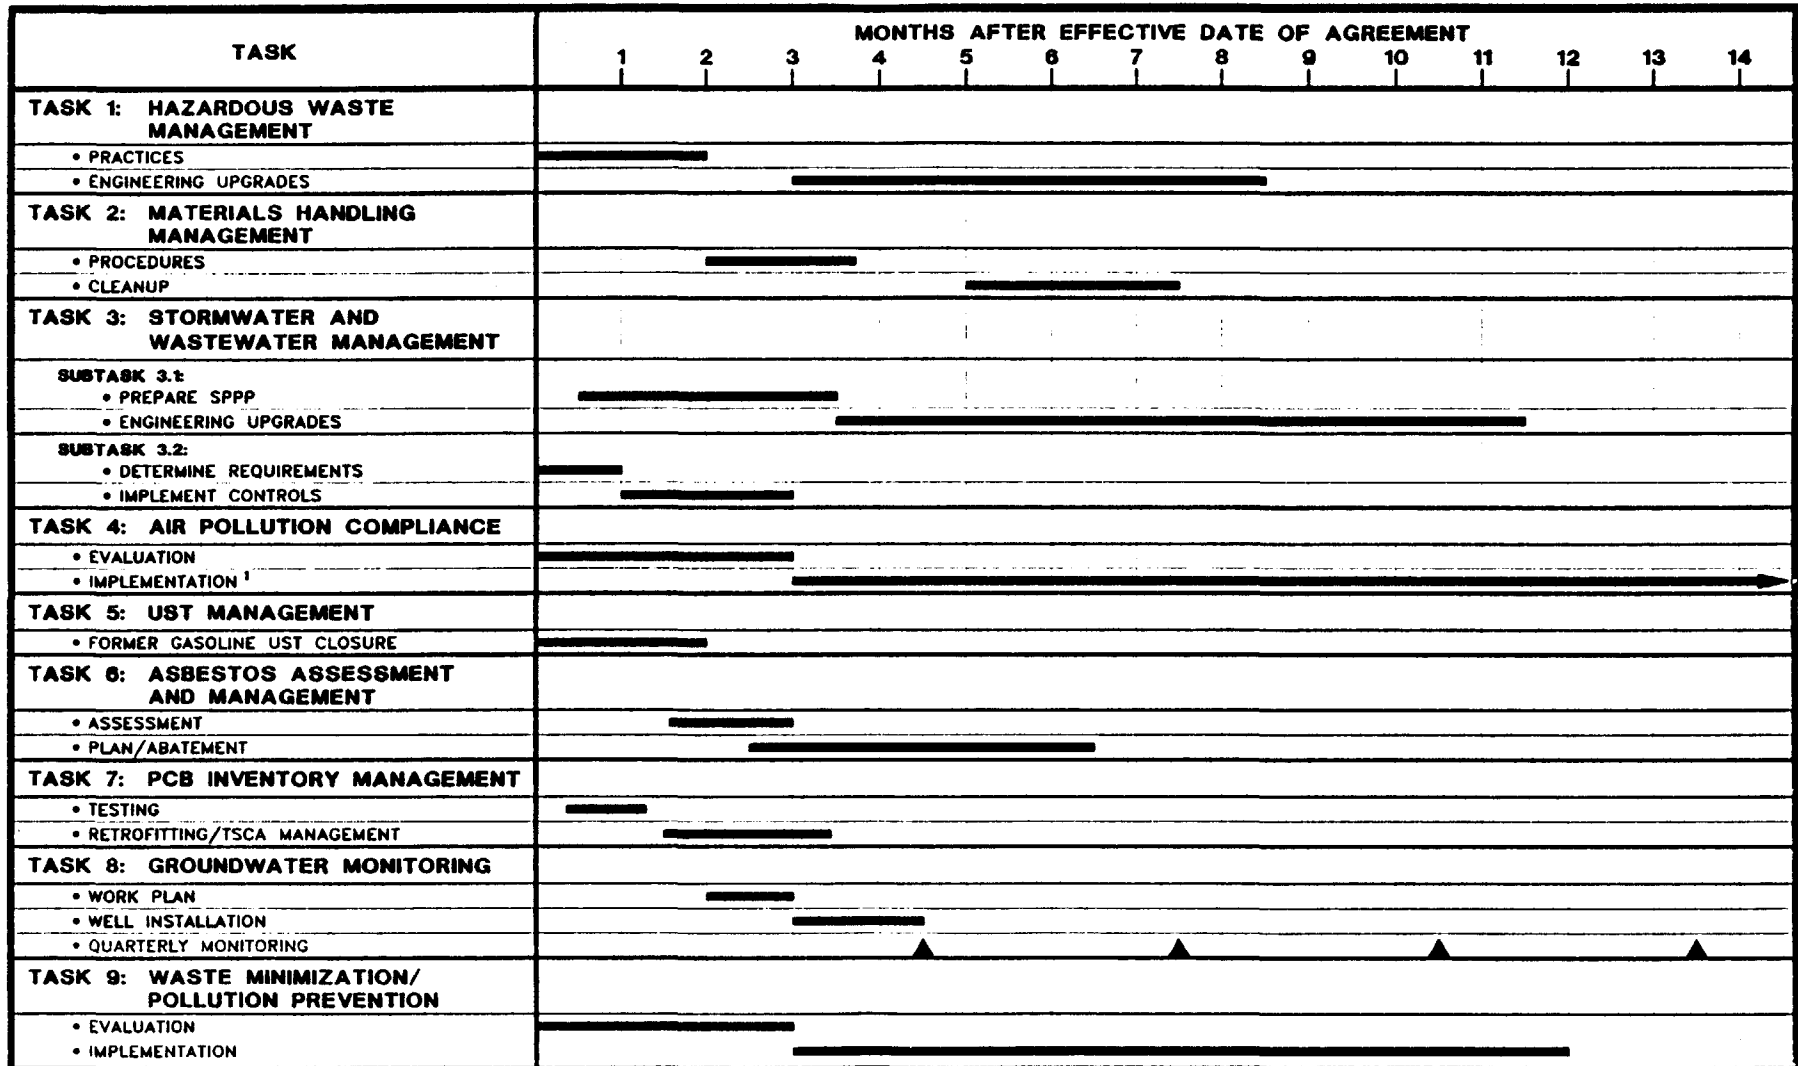 TASK
MONTHS AFTER EFFECTIVE DATE OF AGREEMENT
1 2 3 4 5 6 7 8 9 10 11 12 13 14
TASK 1: HAZARDOUS WASTE
MANAGEMENT
• PRACTICES
• ENGINEERING UPGRADES
TASK 2: MATERIALS HANDLING
MANAGEMENT
• PROCEDURES
• CLEANUP
TASK 3: STORMWATER AND
WASTEWATER MANAGEMENT
SUBTASK 3.1:
• PREPARE SPPP
• ENGINEERING UPGRADES
SUBTASK 3.2:
• DETERMINE REQUIREMENTS
• IMPLEMENT CONTROLS
TASK 4: AIR POLLUTION COMPLIANCE
• EVALUATION
• IMPLEMENTATION ¹
TASK 5: UST MANAGEMENT
• FORMER GASOLINE UST CLOSURE
TASK 6: ASBESTOS ASSESSMENT
AND MANAGEMENT
• ASSESSMENT
• PLAN/ABATEMENT
TASK 7: PCB INVENTORY MANAGEMENT
• TESTING
• RETROFITTING/TSCA MANAGEMENT
TASK 8: GROUNDWATER MONITORING
• WORK PLAN
• WELL INSTALLATION
• QUARTERLY MONITORING
TASK 9: WASTE MINIMIZATION/
POLLUTION PREVENTION
• EVALUATION
• IMPLEMENTATION